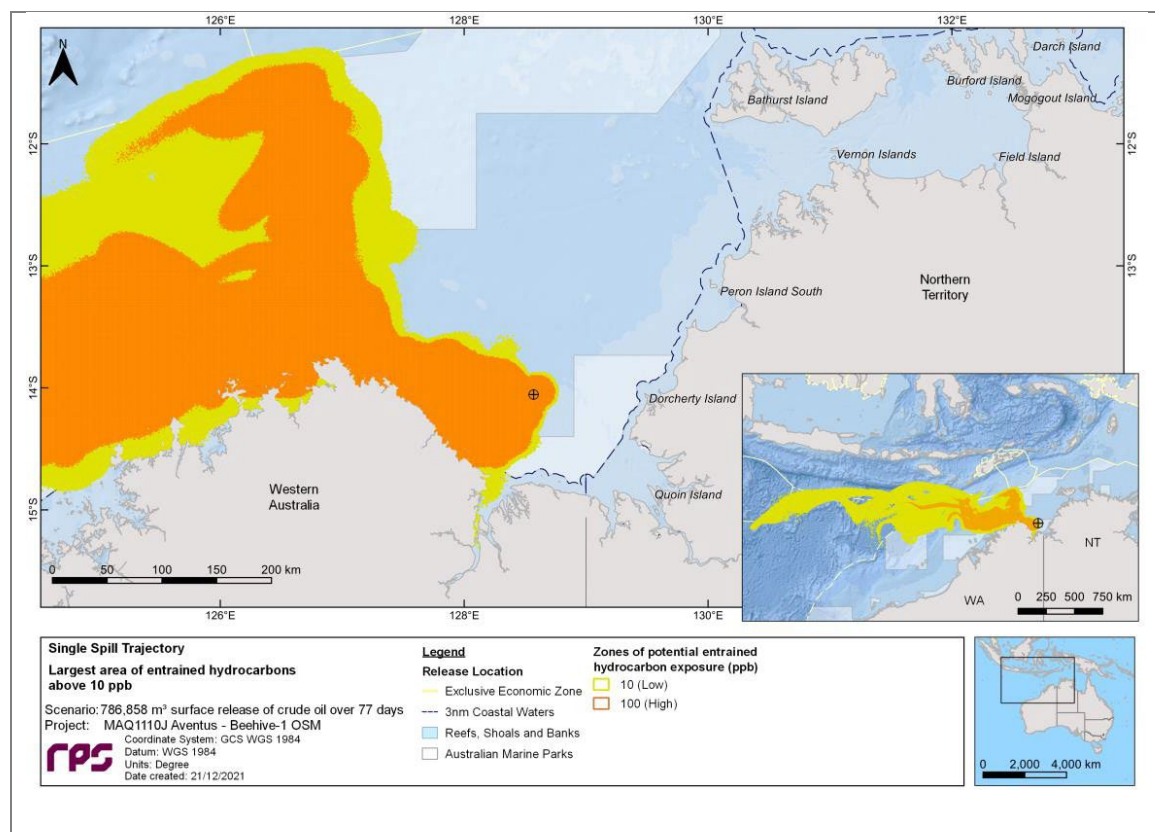 126°E 128°E 130°E 132°E
N
Darch Island
Burford Island
Bathurst Island
Mogogout Island
12°S 12°S
Vernon Islands
Field Island
13°S 13°S
Peron Island South
Northern
Territory
14°S
Dorcherty Island
Western
Australia
Quoin Island
15°S
0 50 100 150 200 km
126°E 128°E 130°E
NT
WA
0 250 500 750 km
Single Spill Trajectory
Largest area of entrained hydrocarbons
above 10 ppb
Scenario: 786,858 m³ surface release of crude oil over 77 days
Project: MAQ1110J Aventus - Beehive-1 OSM
rps
Coordinate System: GCS WGS 1984
Datum: WGS 1984
Units: Degree
Date created: 21/12/2021
Legend
Release Location
Exclusive Economic Zone
3nm Coastal Waters
Reefs, Shoals and Banks
Australian Marine Parks
Zones of potential entrained
hydrocarbon exposure (ppb)
10 (Low)
100 (High)
0 2,000 4,000 km